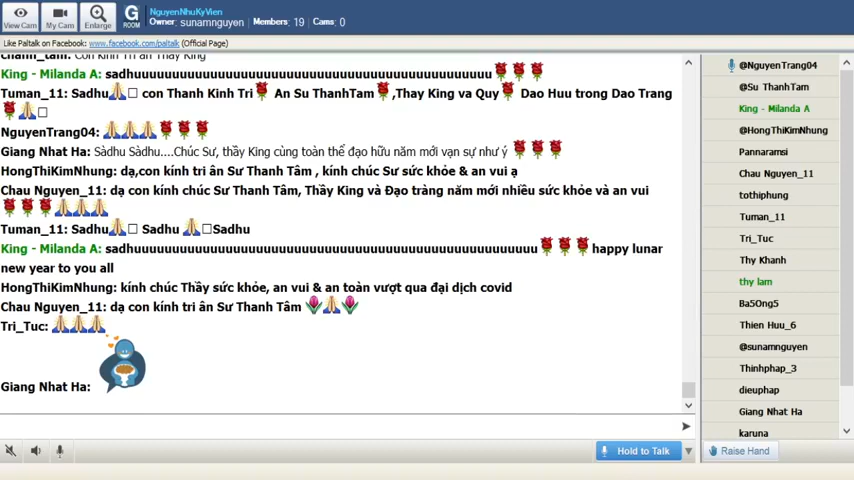 View Cam
My Cam
Enlarge
G
ROOM
NguyenNhuKyVien
Owner: sunamnguyen Members: 19 Cams: 0
Like Paltalk on Facebook: www.facebook.com/paltalk (Official Page)
chanh_tam: Con Kinh Tri an Thay King
King - Milanda A: sadhuuuuuuuuuuuuuuuuuuuuuuuuuuuuuuuuuuuuuuuuuuuuuuuuuu
Tuman_11: Sadhu con Thanh Kinh Tri An Su ThanhTam ,Thay King va Quy Dao Huu trong Dao Trang
NguyenTrang04:
Giang Nhat Ha: Sàdhu Sàdhu....Chúc Sư, thầy King cùng toàn thể đạo hữu năm mới vạn sự như ý
HongThiKimNhung: dạ,con kính tri ân Sư Thanh Tâm , kính chúc Sư sức khỏe & an vui ạ
Chau Nguyen_11: dạ con kính chúc Sư Thanh Tâm, Thầy King và Đạo tràng năm mới nhiều sức khỏe và an vui
Tuman_11: Sadhu Sadhu Sadhu
King - Milanda A: sadhuuuuuuuuuuuuuuuuuuuuuuuuuuuuuuuuuuuuuuuuuuuuuuuuuuuuuuuu happy lunar
new year to you all
HongThiKimNhung: kính chúc Thầy sức khỏe, an vui & an toàn vượt qua đại dịch covid
Chau Nguyen_11: dạ con kính tri ân Sư Thanh Tâm
Tri_Tuc:
Giang Nhat Ha:
@NguyenTrang04
@Su ThanhTam
King - Milanda A
@HongThiKimNhung
Pannaramsi
Chau Nguyen_11
tothiphung
Tuman_11
Tri_Tuc
Thy Khanh
thy lam
Ba5Ong5
Thien Huu_6
@sunamnguyen
Thinhphap_3
dieuphap
Giang Nhat Ha
karuna
Hold to Talk
Raise Hand